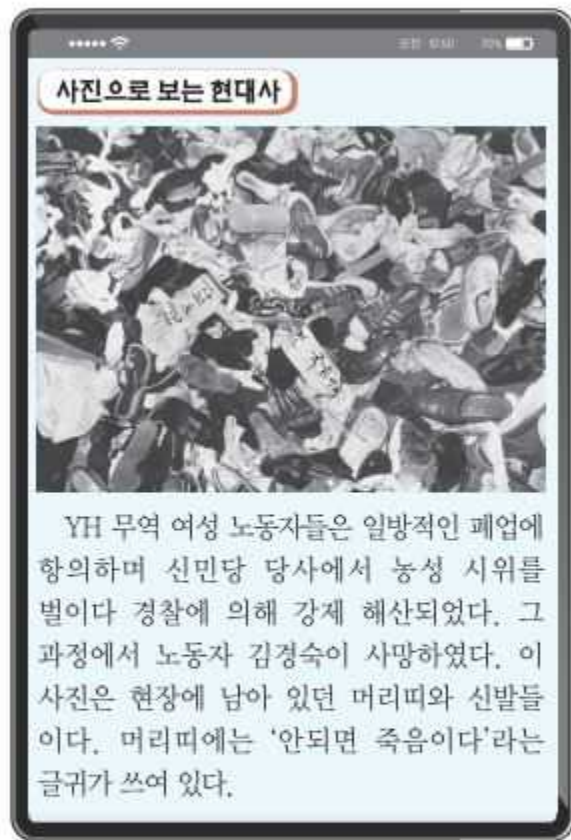 사진으로 보는 현대사
YH 무역 여성 노동자들은 일방적인 폐업에
항의하며 신민당 당사에서 농성 시위를
벌이다 경찰에 의해 강제 해산되었다. 그
과정에서 노동자 김경숙이 사망하였다. 이
사진은 현장에 남아 있던 머리띠와 신발들
이다. 머리띠에는 ‘안되면 죽음이다’라는
글귀가 쓰여 있다.